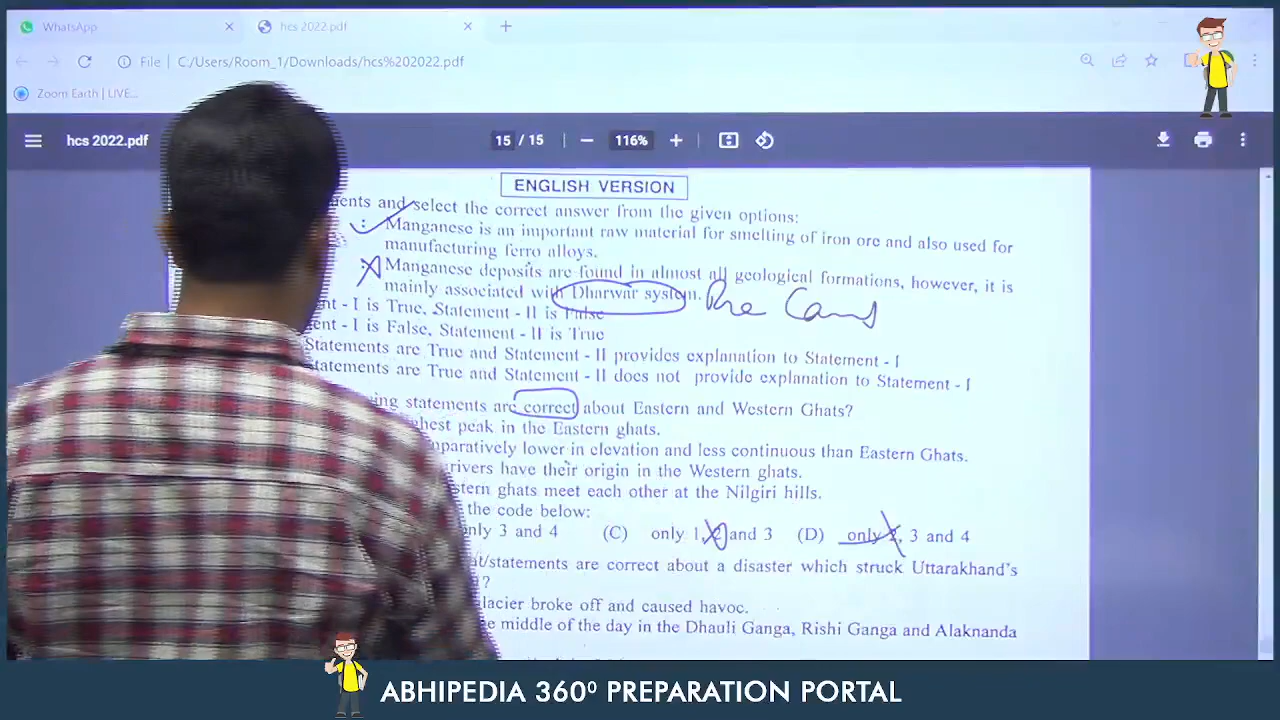 WhatsApp
hcs 2022.pdf
File | C:/Users/Room_1/Downloads/hcs%202022.pdf
Zoom Earth | LIVE...
hcs 2022.pdf
15 / 15
116%
ENGLISH VERSION
ents and select the correct answer from the given options:
: Manganese is an important raw material for smelting of iron ore and also used for
manufacturing ferro alloys.
: Manganese deposits are found in almost all geological formations, however, it is
mainly associated with Dharwar system. Pre Cam
ent - I is True, Statement - II is False
ent - I is False, Statement - II is True
Statements are True and Statement - II provides explanation to Statement - I
tatements are True and Statement - II does not provide explanation to Statement - I
ing statements are correct about Eastern and Western Ghats?
ghest peak in the Eastern ghats.
mparatively lower in elevation and less continuous than Eastern Ghats.
rivers have their origin in the Western ghats.
stern ghats meet each other at the Nilgiri hills.
the code below:
only 3 and 4 (C) only 1, 2 and 3 (D) only 2, 3 and 4
at/statements are correct about a disaster which struck Uttarakhand's
?
lacier broke off and caused havoc.
e middle of the day in the Dhauli Ganga, Rishi Ganga and Alaknanda
ABHIPEDIA 360⁰ PREPARATION PORTAL